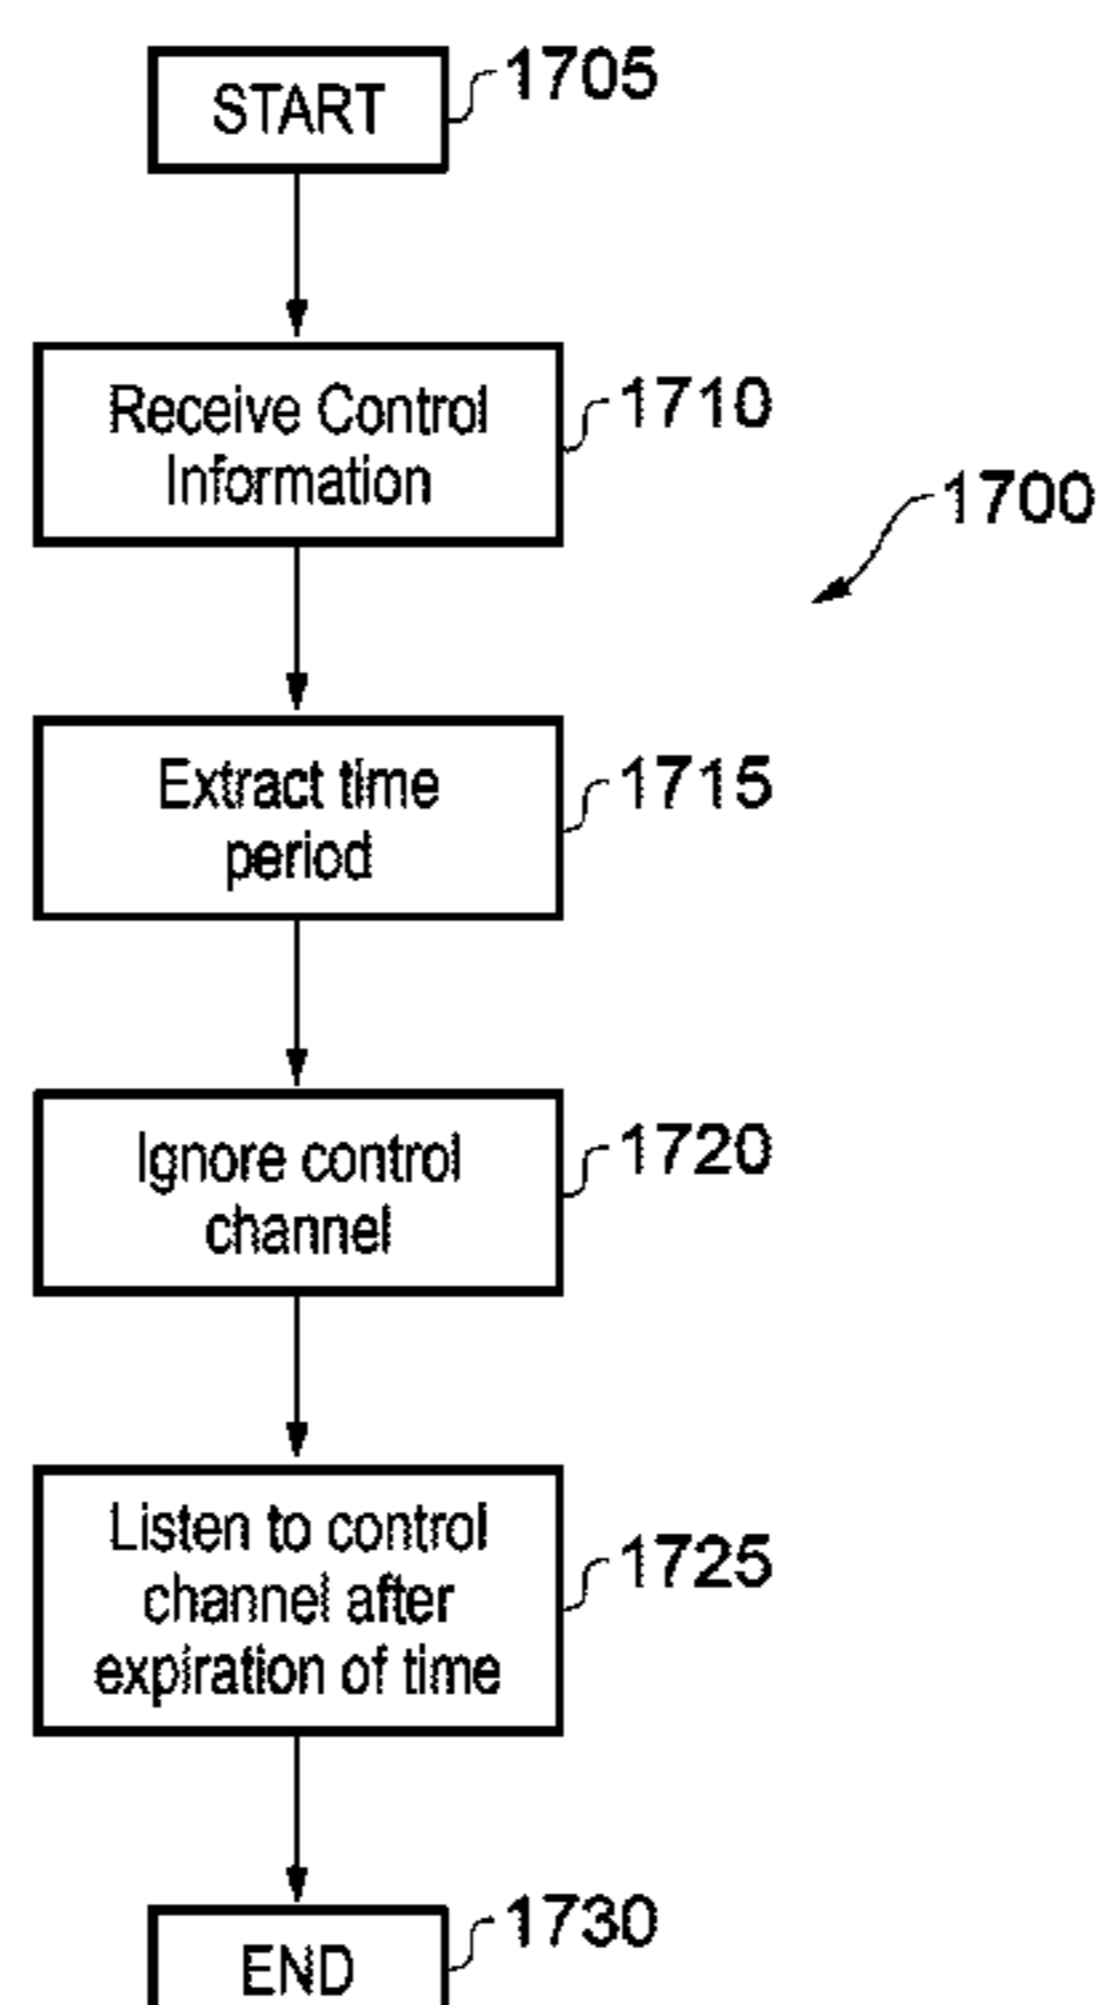 START
1705
Receive Control
Information
1710
1700
Extract time
period
1715
Ignore control
channel
1720
Listen to control
channel after
expiration of time
1725
END
1730